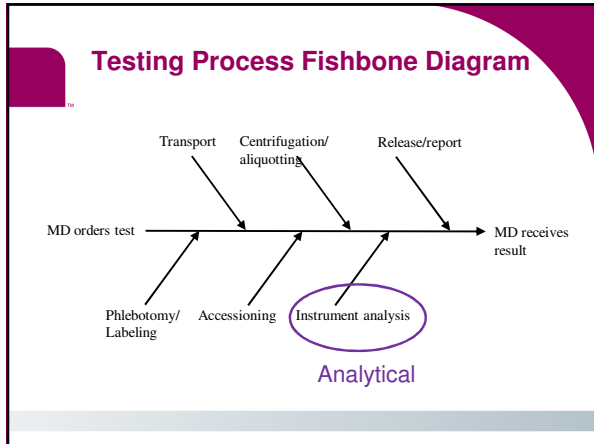 Testing Process Fishbone Diagram
™
Transport
Centrifugation/
aliquotting
Release/report
MD orders test
MD receives
result
Phlebotomy/
Labeling
Accessioning
Instrument analysis
Analytical